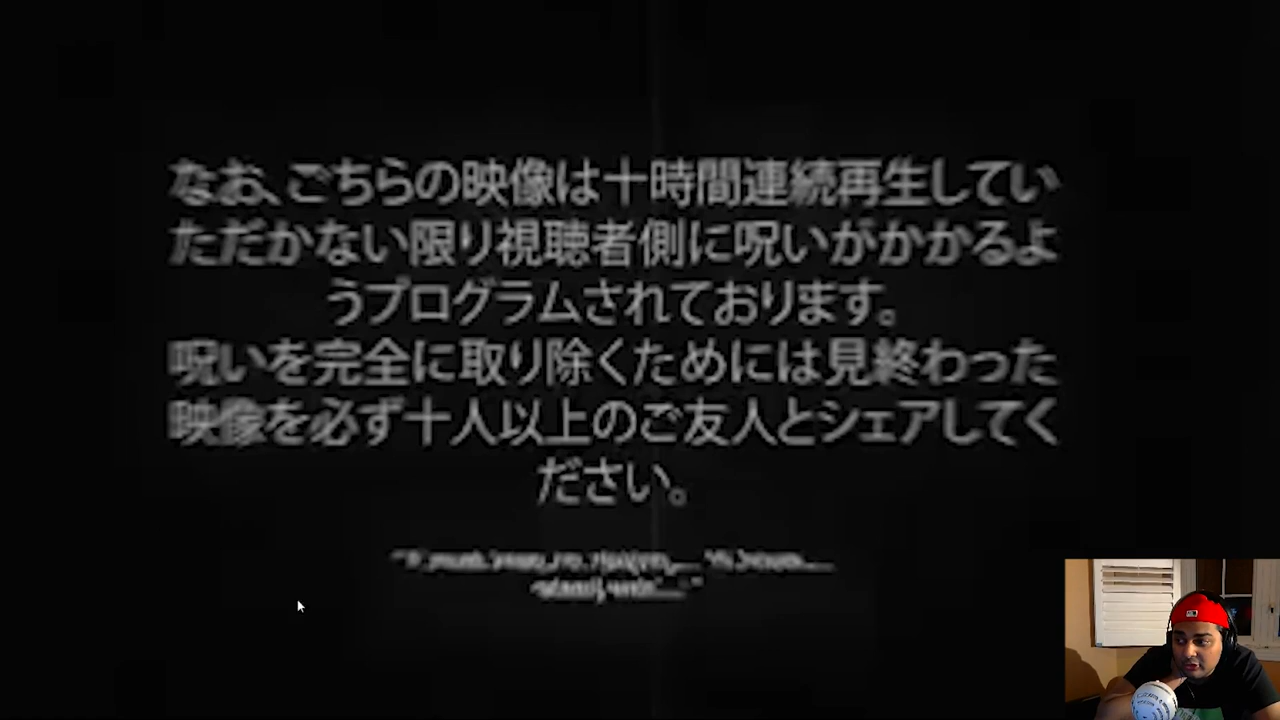 なお、こちらの映像は十時間連続再生してい
ただかない限り視聴者側に呪いがかかるよ
うプログラムされております。
呪いを完全に取り除くためには見終わった
映像を必ず十人以上のご友人とシェアしてく
ださい。